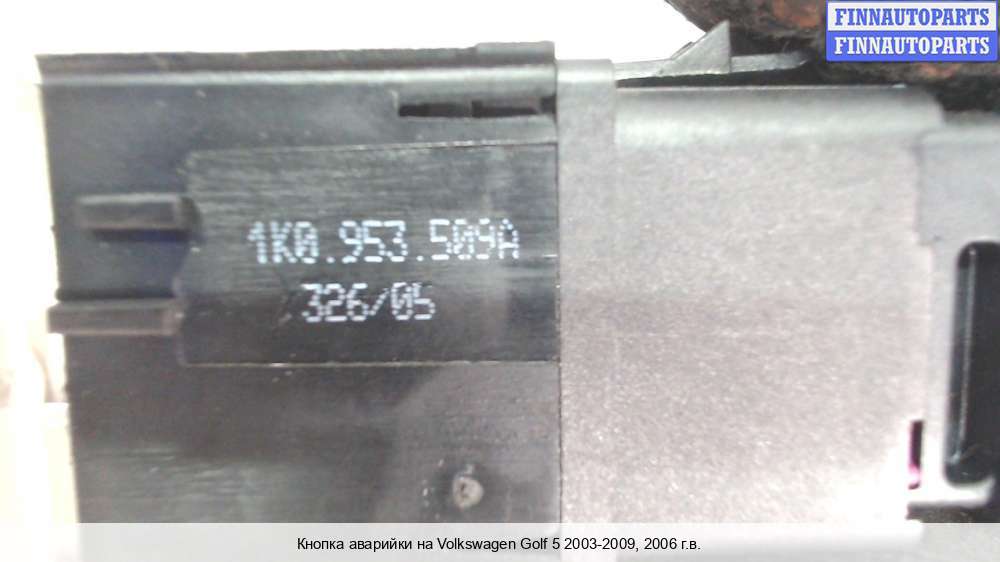 FINNAUTOPARTS
FINNAUTOPARTS
1K0.953.509A
326/05
Кнопка аварийки на Volkswagen Golf 5 2003-2009, 2006 г.в.